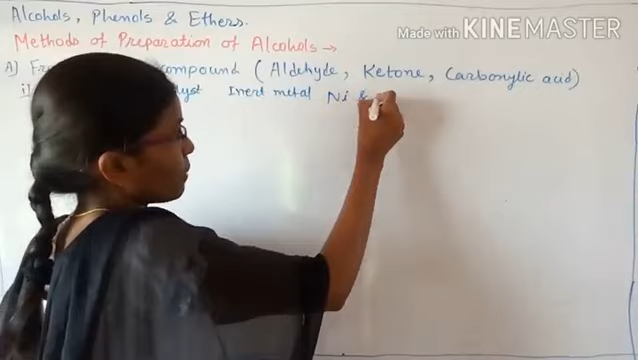 Alcohols, Phenols & Ethers.
Made with KINEMASTER
Methods of Preparation of Alcohols →
A) compound (Aldehyde, Ketone, Carbonylic acid)
i) Inert metal Ni &